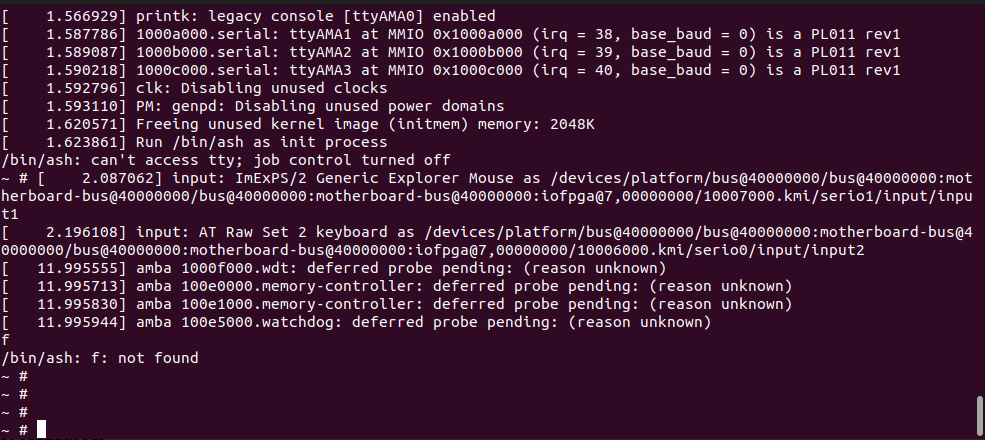 [    1.566929] printk: legacy console [ttyAMA0] enabled
[    1.587786] 1000a000.serial: ttyAMA1 at MMIO 0x1000a000 (irq = 38, base_baud = 0) is a PL011 rev1
[    1.589087] 1000b000.serial: ttyAMA2 at MMIO 0x1000b000 (irq = 39, base_baud = 0) is a PL011 rev1
[    1.590218] 1000c000.serial: ttyAMA3 at MMIO 0x1000c000 (irq = 40, base_baud = 0) is a PL011 rev1
[    1.592796] clk: Disabling unused clocks
[    1.593110] PM: genpd: Disabling unused power domains
[    1.620571] Freeing unused kernel image (initmem) memory: 2048K
[    1.623861] Run /bin/ash as init process
/bin/ash: can't access tty; job control turned off
~ # [    2.087062] input: ImExPS/2 Generic Explorer Mouse as /devices/platform/bus@40000000/bus@40000000:mot
herboard-bus@40000000/bus@40000000:motherboard-bus@40000000:iofpga@7,00000000/10007000.kmi/serio1/input/inpu
t1
[    2.196108] input: AT Raw Set 2 keyboard as /devices/platform/bus@40000000/bus@40000000:motherboard-bus@4
0000000/bus@40000000:motherboard-bus@40000000:iofpga@7,00000000/10006000.kmi/serio0/input/input2
[   11.995555] amba 1000f000.wdt: deferred probe pending: (reason unknown)
[   11.995713] amba 100e0000.memory-controller: deferred probe pending: (reason unknown)
[   11.995830] amba 100e1000.memory-controller: deferred probe pending: (reason unknown)
[   11.995944] amba 100e5000.watchdog: deferred probe pending: (reason unknown)
f
/bin/ash: f: not found
~ #
~ #
~ #
~ #